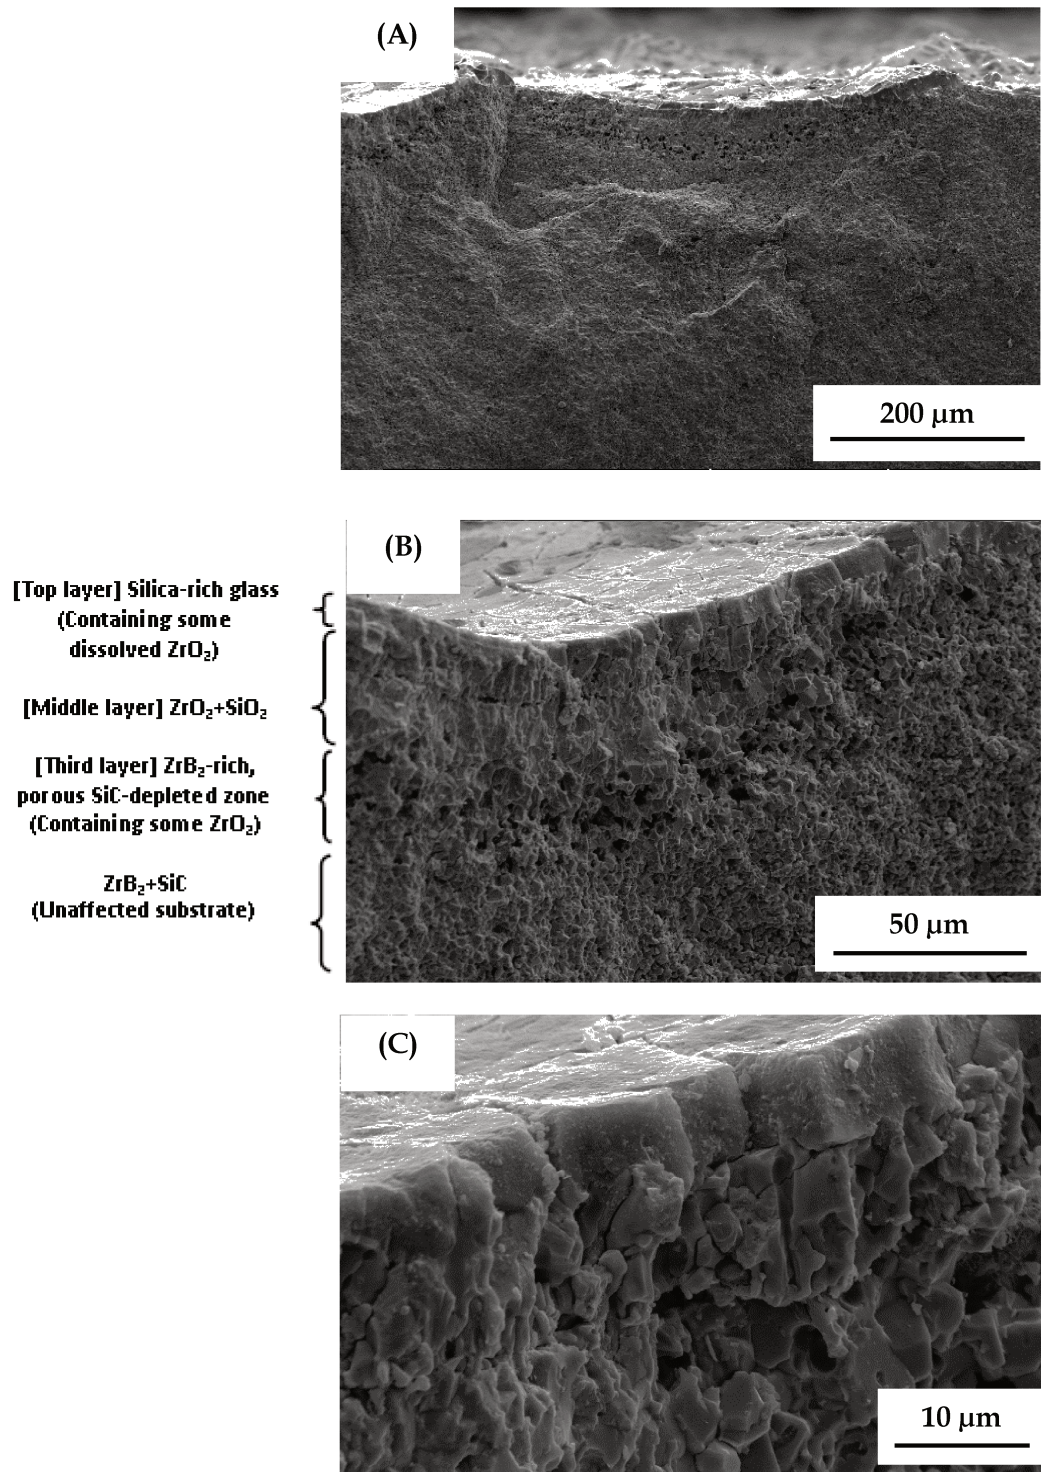 (A)
200 µm
(B)
[Top layer] Silica-rich glass
(Containing some
dissolved ZrO₂)
[Middle layer] ZrO₂+SiO₂
[Third layer] ZrB₂-rich,
porous SiC-depleted zone
(Containing some ZrO₂)
ZrB₂+SiC
(Unaffected substrate)
50 µm
(C)
10 µm